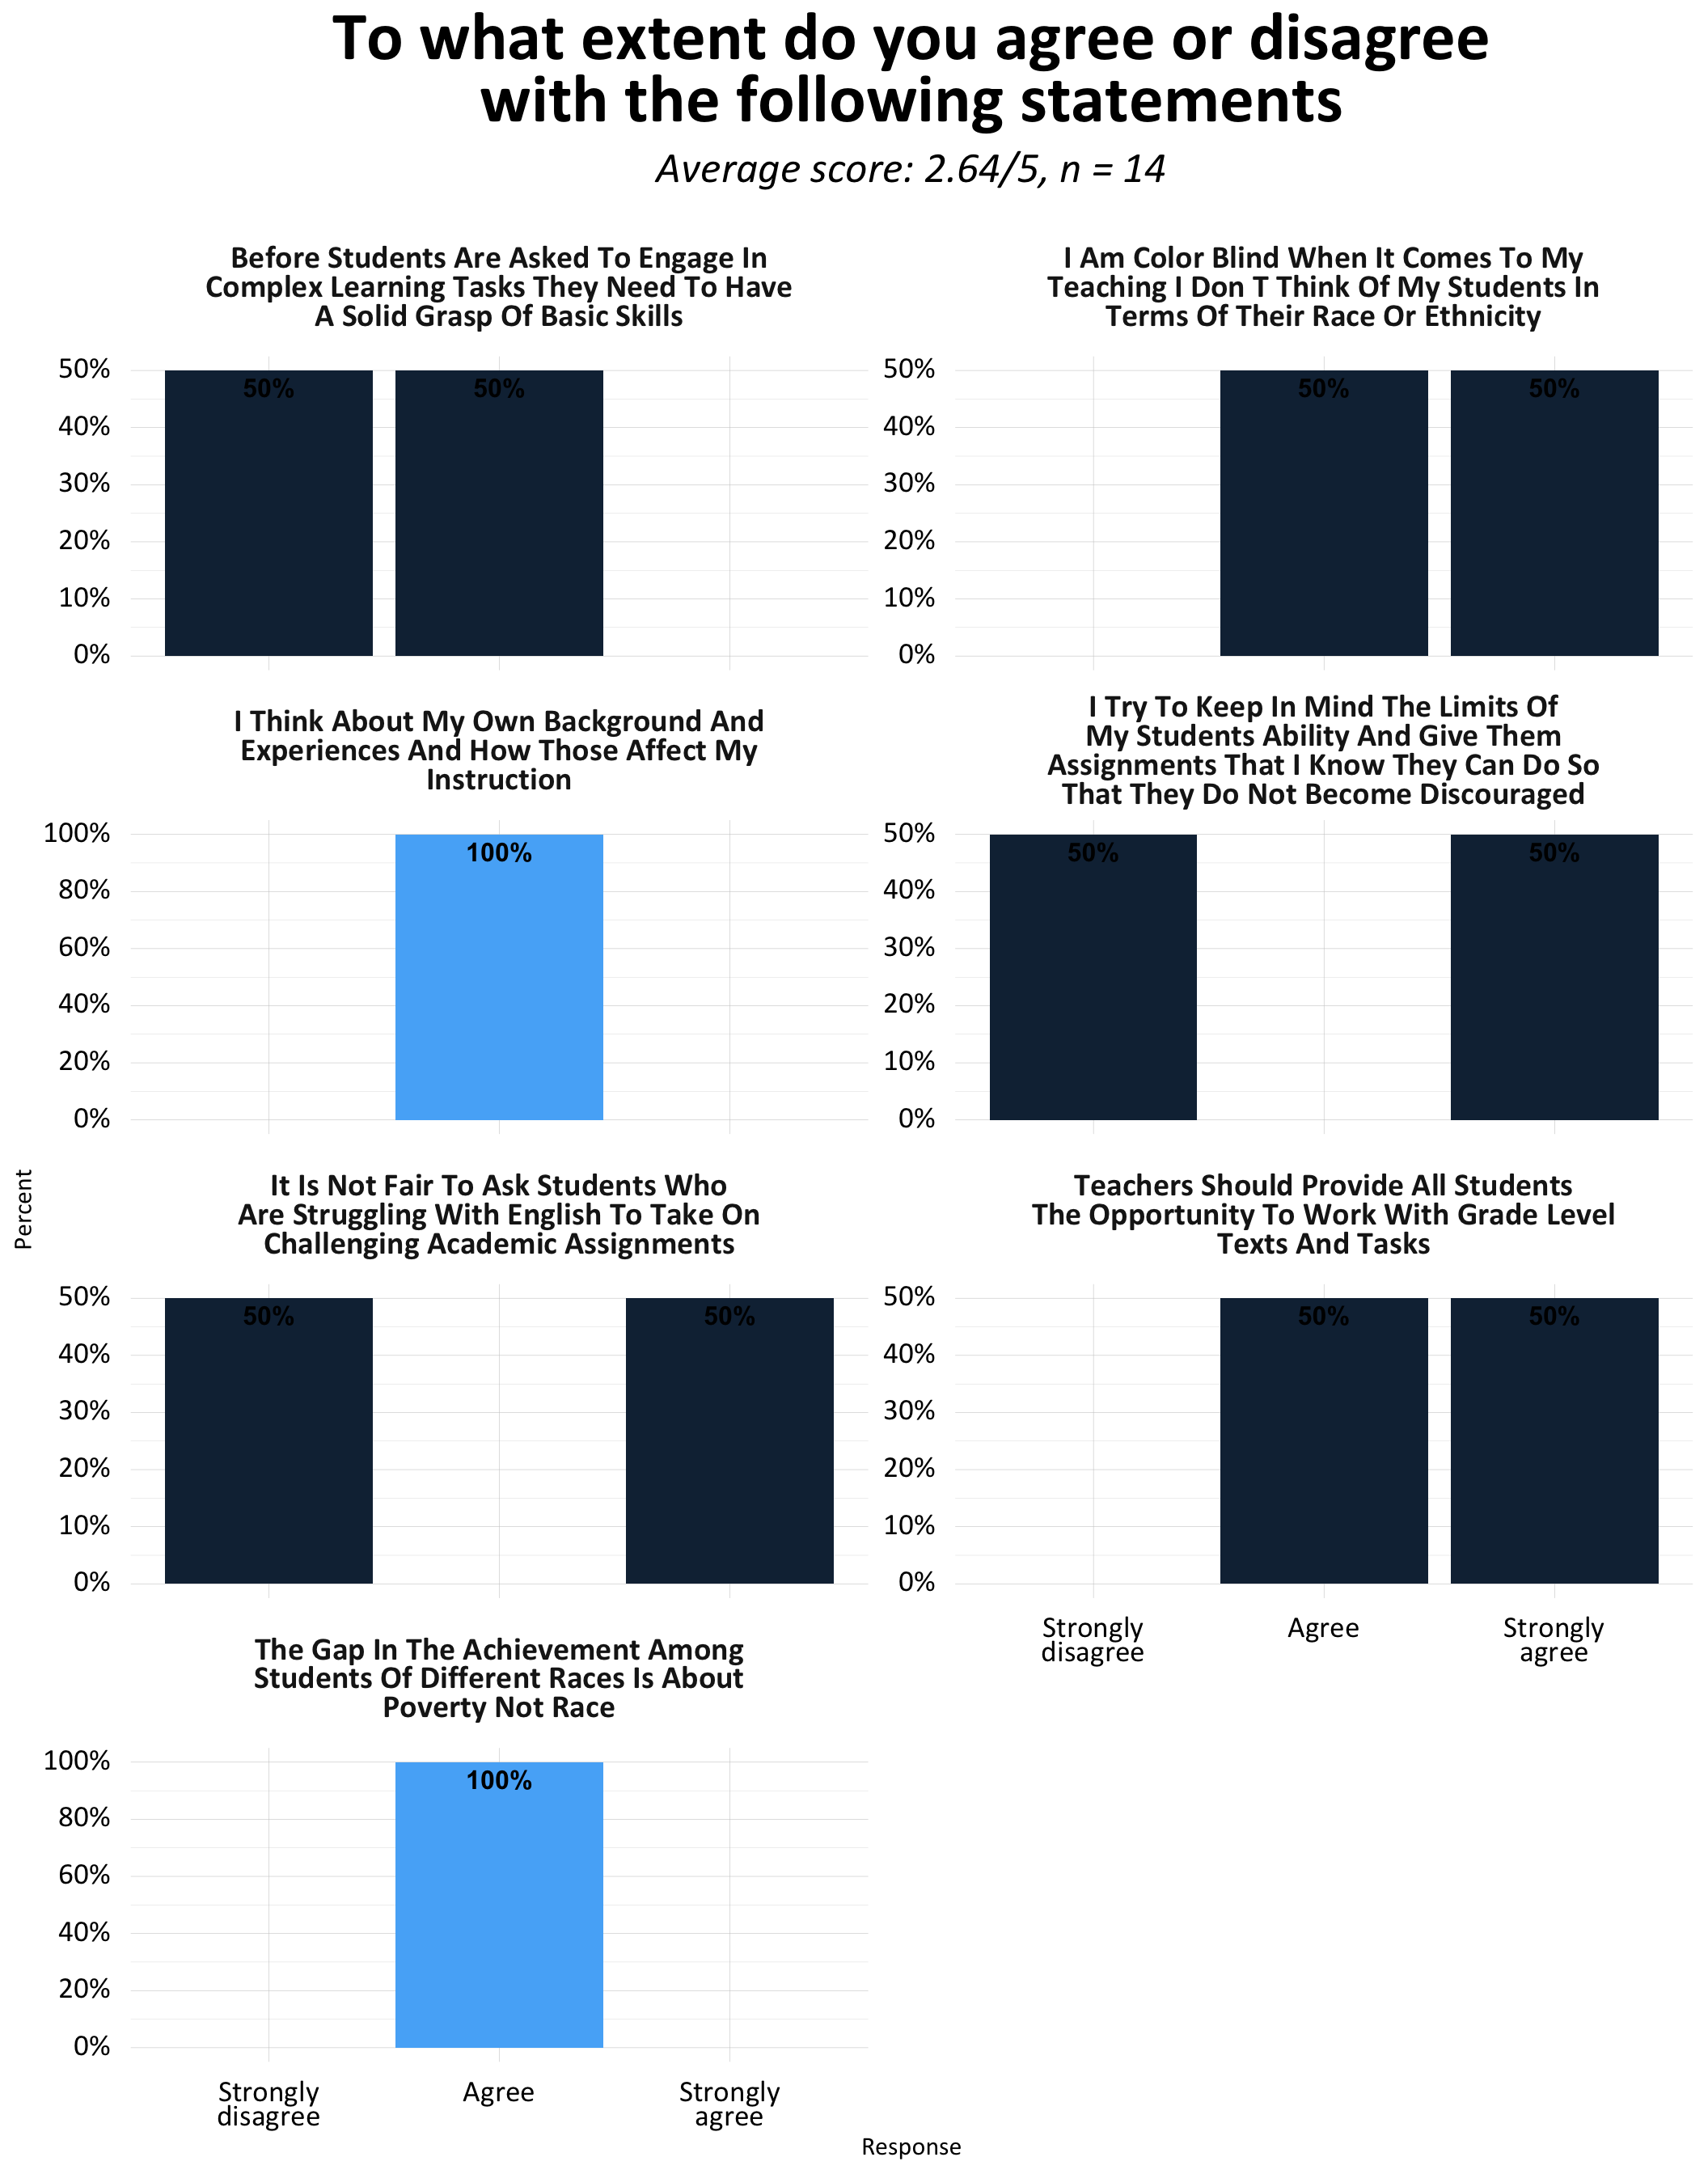 To what extent do you agree or disagree
with the following statements
Average score: 2.64/5, n = 14
Before Students Are Asked To Engage In
Complex Learning Tasks They Need To Have
A Solid Grasp Of Basic Skills
50%
40%
30%
20%
10%
0%
50%
50%
I Am Color Blind When It Comes To My
Teaching I Don T Think Of My Students In
Terms Of Their Race Or Ethnicity
50%
40%
30%
20%
10%
0%
50%
50%
I Think About My Own Background And
Experiences And How Those Affect My
Instruction
100%
80%
60%
40%
20%
0%
100%
I Try To Keep In Mind The Limits Of
My Students Ability And Give Them
Assignments That I Know They Can Do So
That They Do Not Become Discouraged
50%
40%
30%
20%
10%
0%
50%
50%
Percent
It Is Not Fair To Ask Students Who
Are Struggling With English To Take On
Challenging Academic Assignments
50%
40%
30%
20%
10%
0%
50%
50%
Teachers Should Provide All Students
The Opportunity To Work With Grade Level
Texts And Tasks
50%
40%
30%
20%
10%
0%
50%
50%
Strongly
disagree
Agree
Strongly
agree
The Gap In The Achievement Among
Students Of Different Races Is About
Poverty Not Race
100%
80%
60%
40%
20%
0%
100%
Strongly
disagree
Agree
Strongly
agree
Response